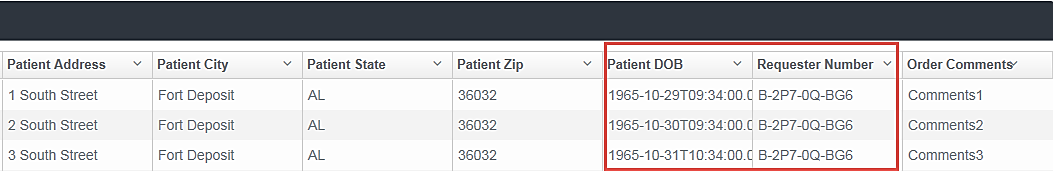 Patient Address Patient City Patient State Patient Zip Patient DOB Requester Number Order Comments
1 South Street Fort Deposit AL 36032 1965-10-29T09:34:00.0 B-2P7-0Q-BG6 Comments1
2 South Street Fort Deposit AL 36032 1965-10-30T09:34:00.0 B-2P7-0Q-BG6 Comments2
3 South Street Fort Deposit AL 36032 1965-10-31T10:34:00.0 B-2P7-0Q-BG6 Comments3